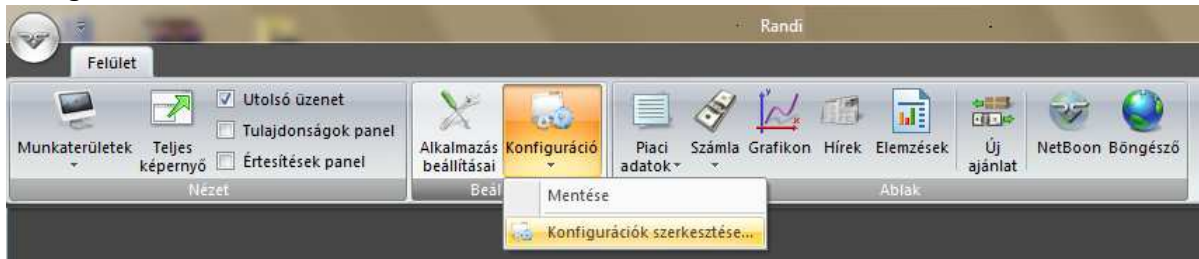 Randi
Felület
Munkaterületek
Teljes
képernyő
Utolsó üzenet
Tulajdonságok panel
Értesítések panel
Nézet
Alkalmazás
beállításai
Konfiguráció
Beál
Piaci
adatok
Számla
Grafikon
Hírek
Elemzések
Új
ajánlat
NetBoon
Böngésző
Ablak
Mentése
Konfigurációk szerkesztése...